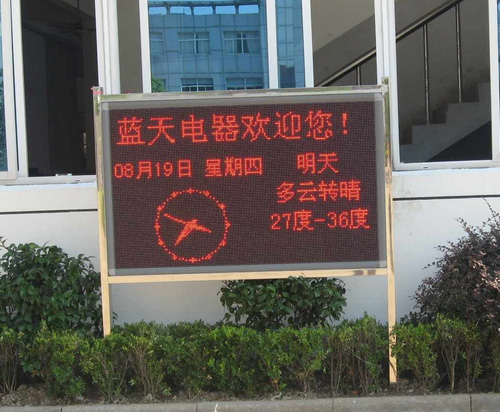 蓝天电器欢迎您!
08月19日 星期四 明天
多云转晴
27度-36度